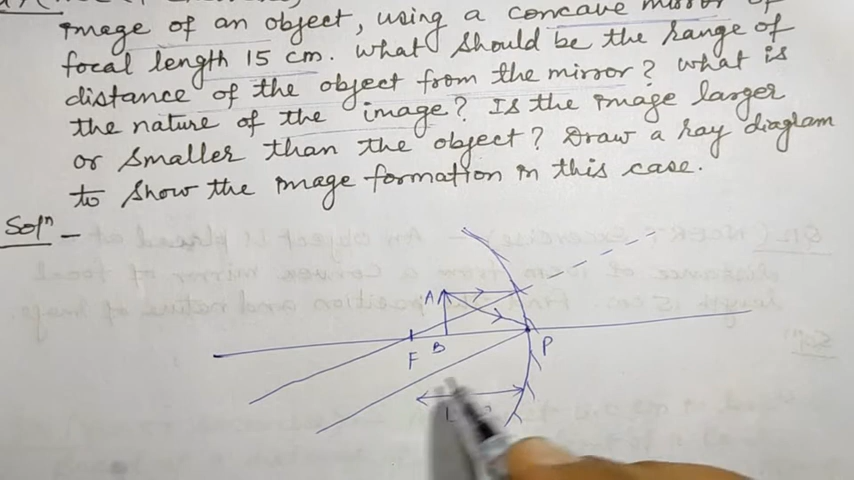 image of an object, using a concave mirror of
focal length 15 cm. What should be the range of
distance of the object from the mirror? What is
the nature of the image? Is the image larger
or smaller than the object? Draw a ray diagram
to show the image formation in this case.
Solⁿ -
A
F B P